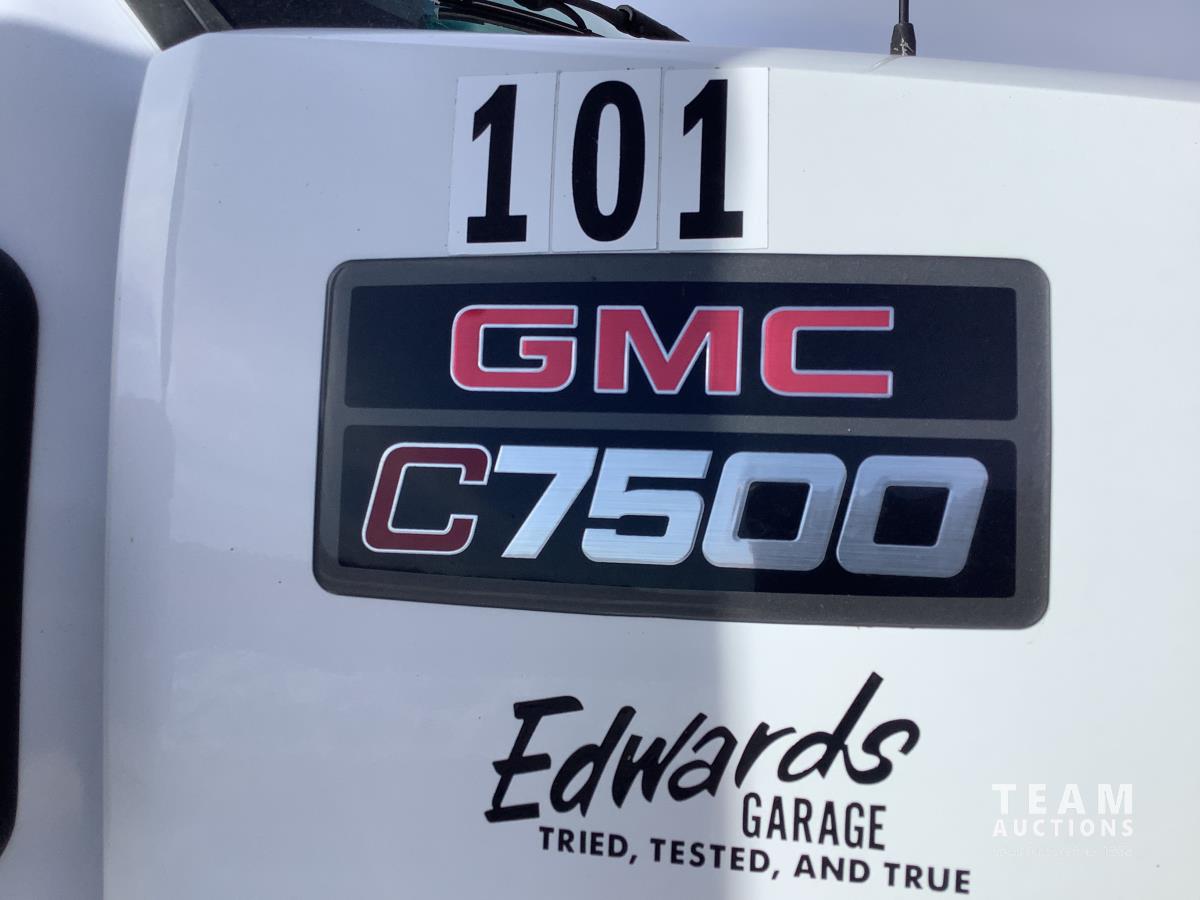 101
GMC
C7500
Edwards
GARAGE
TRIED, TESTED, AND TRUE
TEAM
AUCTIONS